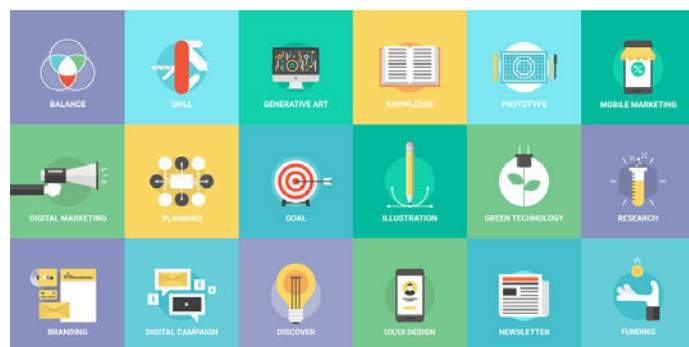 BALANCE
SKILL
GENERATIVE ART
KNOWLEDGE
PROTOTYPE
MOBILE MARKETING
DIGITAL MARKETING
PLANNING
GOAL
ILLUSTRATION
GREEN TECHNOLOGY
RESEARCH
BRANDING
DIGITAL CAMPAIGN
DISCOVER
UX/UI DESIGN
NEWSLETTER
FUNDING